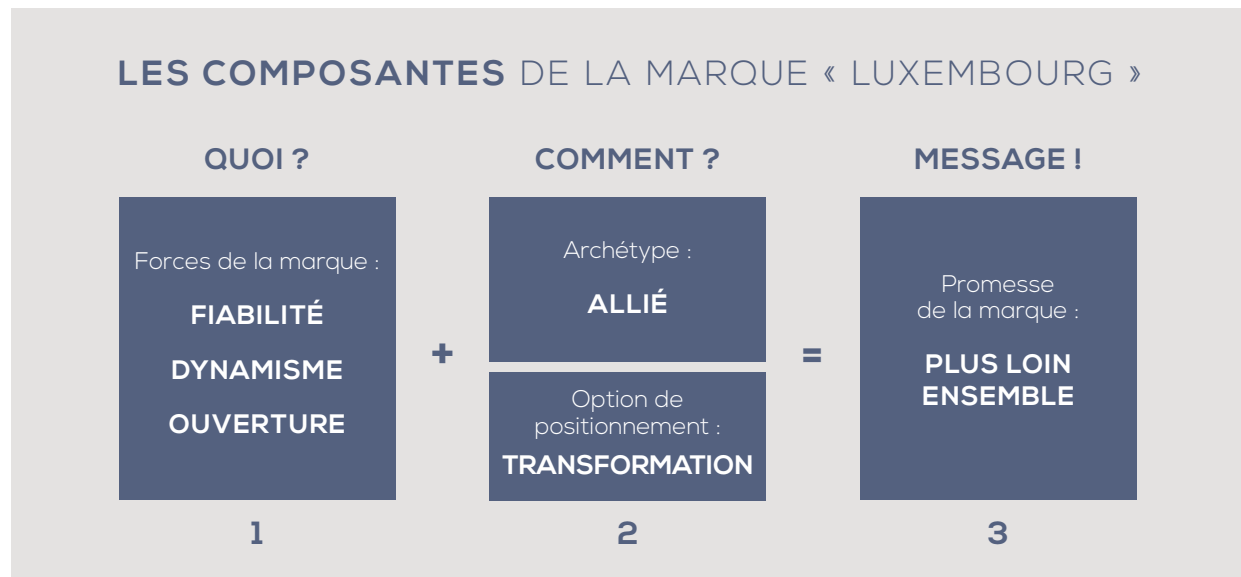 LES COMPOSANTES DE LA MARQUE « LUXEMBOURG »
QUOI ?
Forces de la marque :
FIABILITÉ
DYNAMISME
OUVERTURE
1
+
COMMENT ?
Archétype :
ALLIÉ
Option de
positionnement :
TRANSFORMATION
2
=
MESSAGE !
Promesse
de la marque :
PLUS LOIN
ENSEMBLE
3